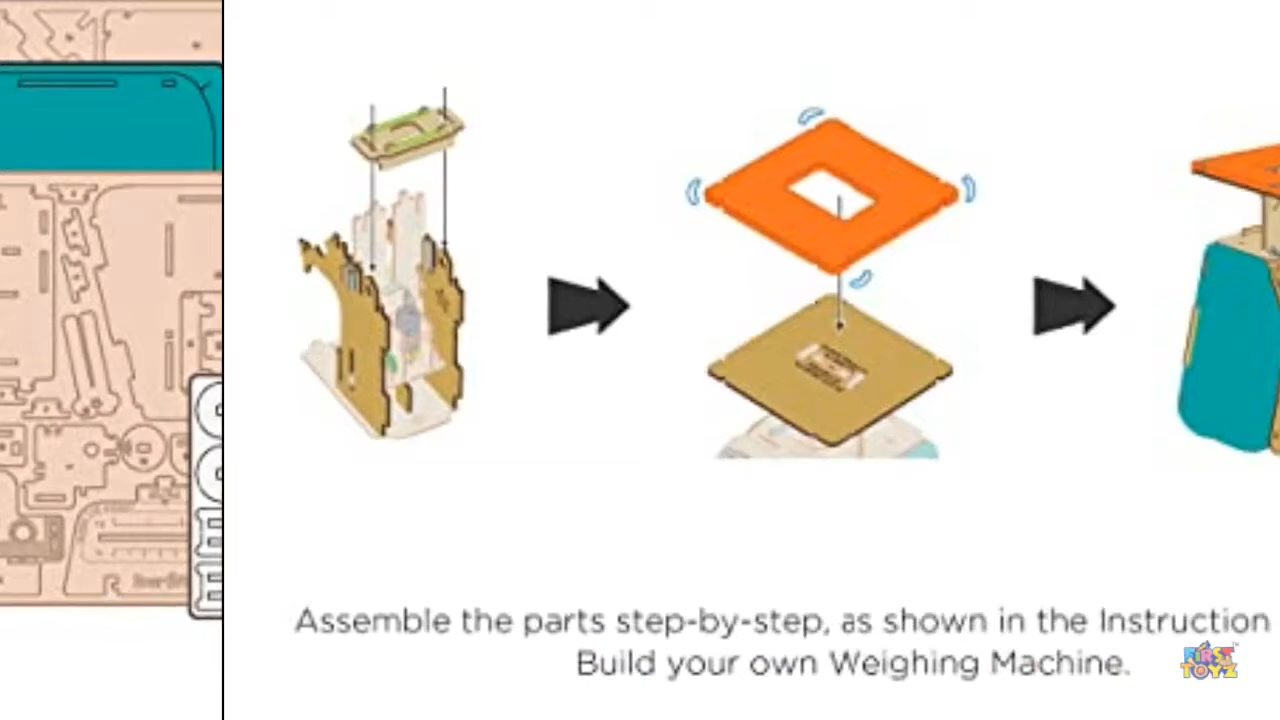 Assemble the parts step-by-step, as shown in the Instruction
Build your own Weighing Machine.
FiRST
TOYZ